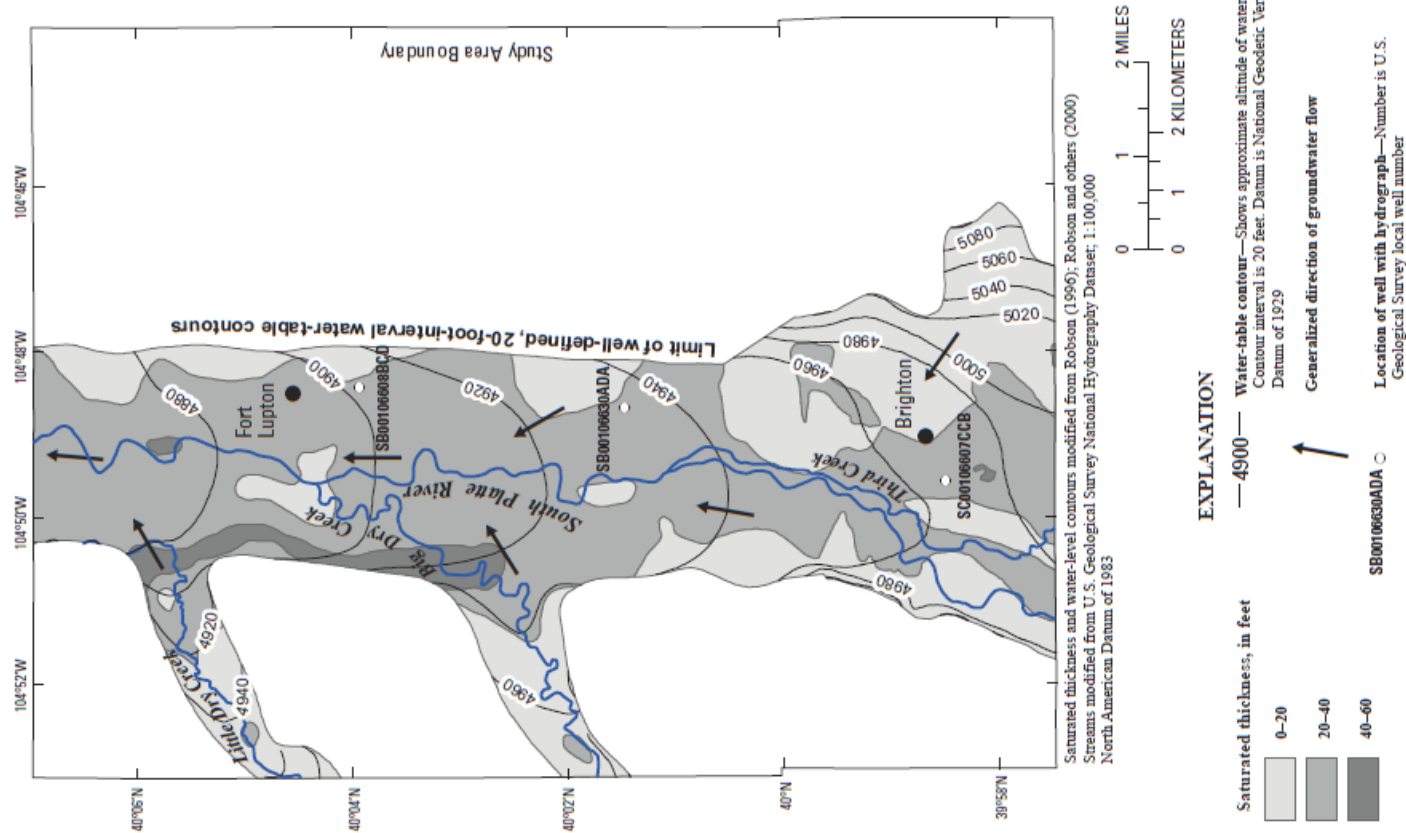 104°52'W
104°50'W
104°48'W
104°46'W
40°06'N
40°04'N
40°02'N
40°N
39°58'N
Study Area Boundary
Limit of well-defined, 20-foot-interval water-table contours
Little Dry Creek
Big Dry Creek
South Platte River
Third Creek
Fort
Lupton
Brighton
SB00106608BCD
SB00106630ADA
SC00106607CCB
4880
4900
4920
4940
4920
4940
4960
4960
4980
4980
5000
5020
5040
5060
5080
Saturated thickness and water-level contours modified from Robson (1996); Robson and others (2000)
Streams modified from U.S. Geological Survey National Hydrography Dataset; 1:100,000
North American Datum of 1983
0 1 2 MILES
0 1 2 KILOMETERS
EXPLANATION
Saturated thickness, in feet
0–20
20–40
40–60
—4900— Water-table contour—Shows approximate altitude of water
Contour interval is 20 feet. Datum is National Geodetic Ver
Datum of 1929
Generalized direction of groundwater flow
SB00106630ADA Location of well with hydrograph—Number is U.S.
Geological Survey local well number